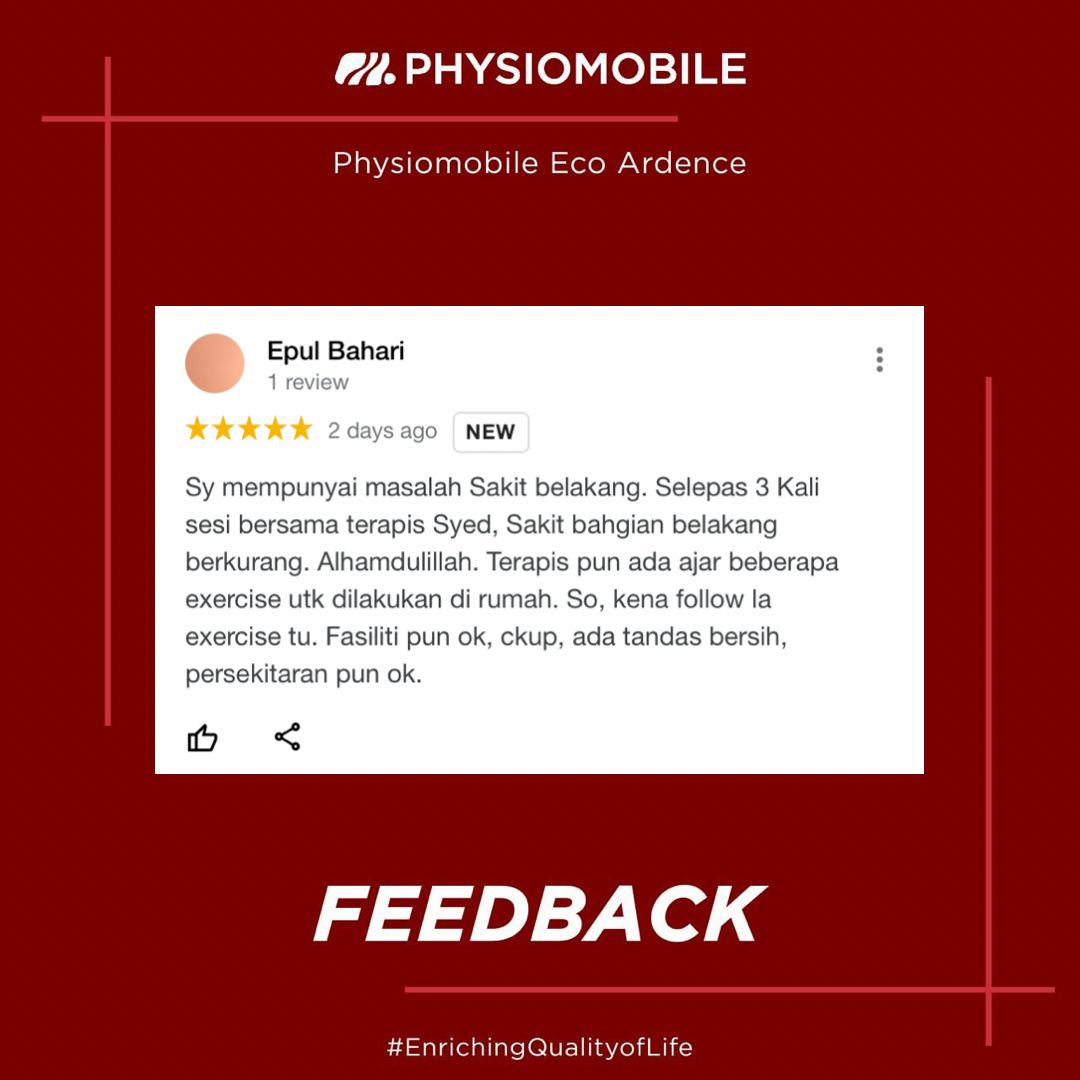 PHYSIOMOBILE
Physiomobile Eco Ardence
Epul Bahari
1 review
2 days ago NEW
Sy mempunyai masalah Sakit belakang. Selepas 3 Kali
sesi bersama terapis Syed, Sakit bahgian belakang
berkurang. Alhamdulillah. Terapis pun ada ajar beberapa
exercise utk dilakukan di rumah. So, kena follow la
exercise tu. Fasiliti pun ok, ckup, ada tandas bersih,
persekitaran pun ok.
FEEDBACK
#EnrichingQualityofLife